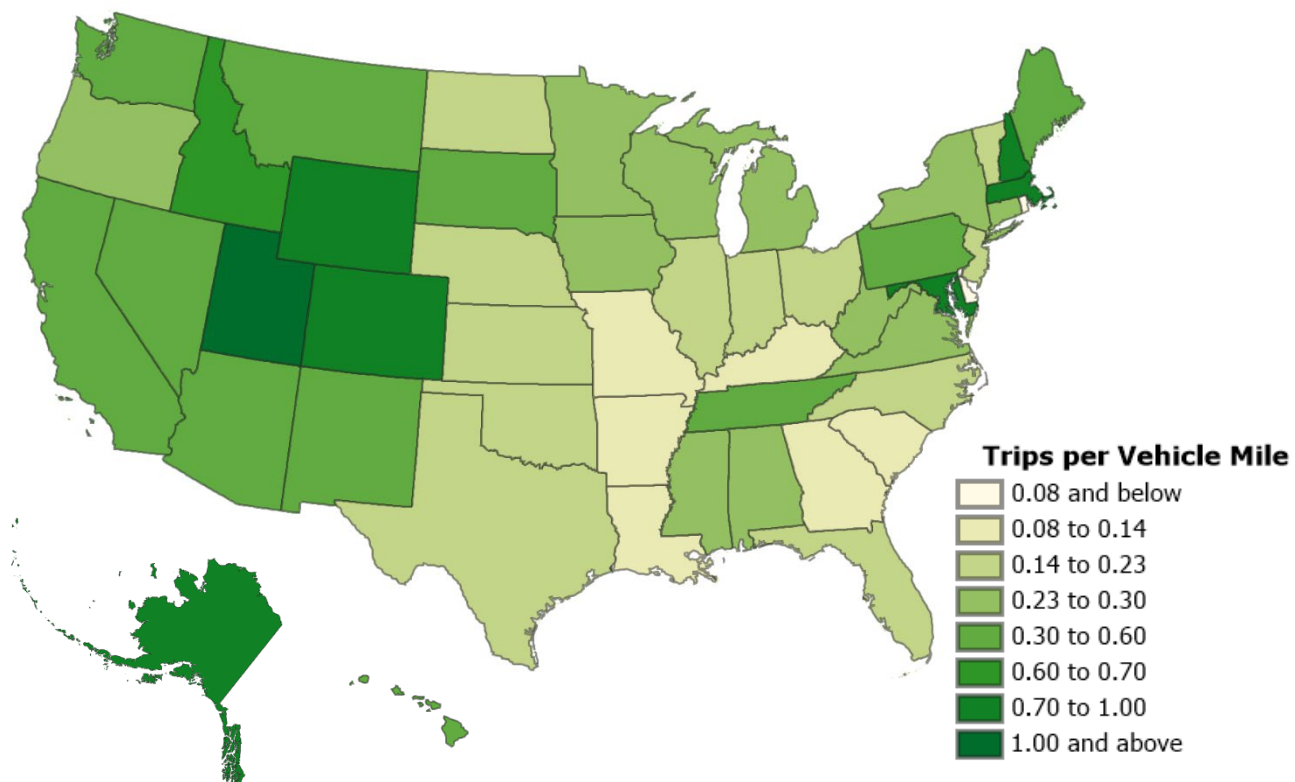 Trips per Vehicle Mile
0.08 and below
0.08 to 0.14
0.14 to 0.23
0.23 to 0.30
0.30 to 0.60
0.60 to 0.70
0.70 to 1.00
1.00 and above